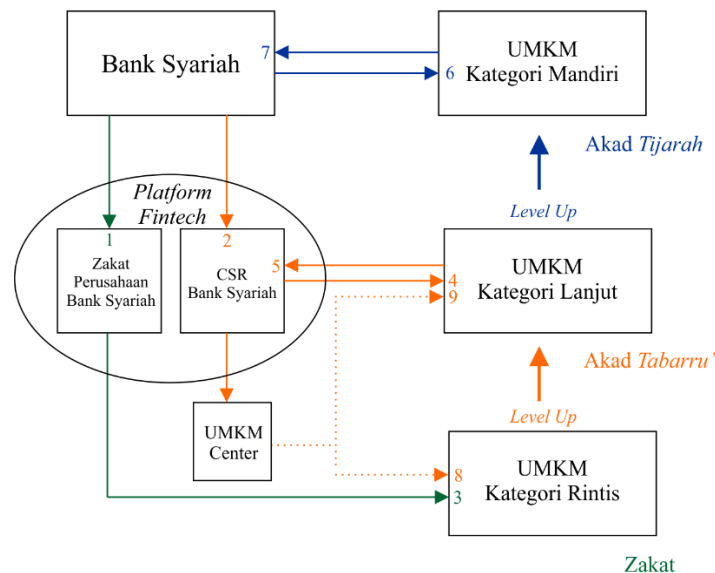 Bank Syariah
7
6
UMKM
Kategori Mandiri
Akad Tijarah
Level Up
Platform
Fintech
1
Zakat
Perusahaan
Bank Syariah
2
CSR
Bank Syariah
5
4
9
UMKM
Kategori Lanjut
Akad Tabarru'
Level Up
UMKM
Center
8
3
UMKM
Kategori Rintis
Zakat